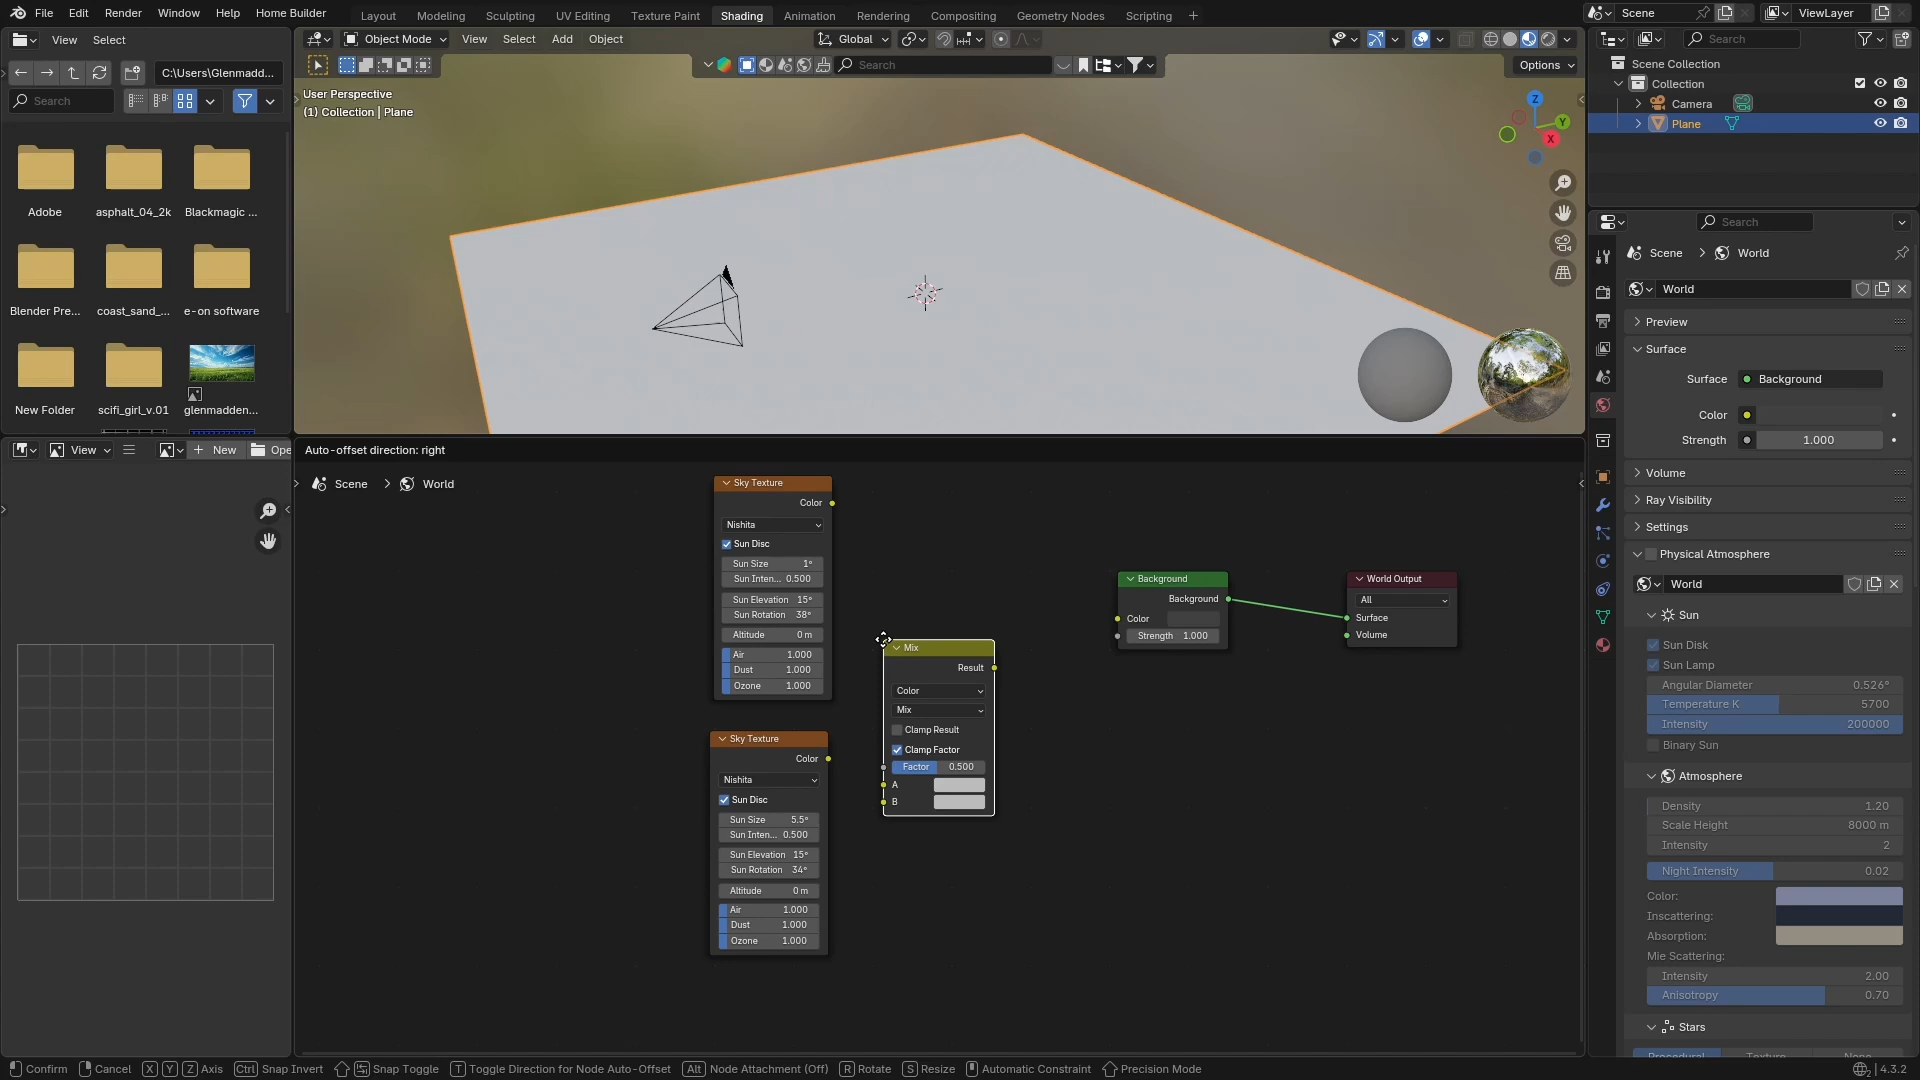 File Edit Render Window Help Home Builder Layout Modeling Sculpting UV Editing Texture Paint Shading Animation Rendering Compositing Geometry Nodes Scripting + Scene ViewLayer
View Select
Object Mode View Select Add Object Global Search
C:\Users\Glenmadd...
Search
Search Options
Adobe asphalt_04_2k Blackmagic ...
Blender Pre... coast_sand_... e-on software
New Folder scifi_girl_v.01 glenmadden...
User Perspective
(1) Collection | Plane
Z
Y
X
Scene Collection
Collection
Camera
Plane
Search
Scene > World
World
Preview
Surface
Surface Background
Color
Strength 1.000
Volume
Ray Visibility
Settings
Physical Atmosphere
World
Sun
Sun Disk
Sun Lamp
Angular Diameter 0.526°
Temperature K 5700
Intensity 200000
Binary Sun
Atmosphere
Density 1.20
Scale Height 8000 m
Intensity 2
Night Intensity 0.02
Color:
Inscattering:
Absorption:
Mie Scattering:
Intensity 2.00
Anisotropy 0.70
Stars
Procedural Texture None
View New Ope
Auto-offset direction: right
Scene > World
Sky Texture
Color
Nishita
Sun Disc
Sun Size 1°
Sun Inten... 0.500
Sun Elevation 15°
Sun Rotation 38°
Altitude 0 m
Air 1.000
Dust 1.000
Ozone 1.000
Sky Texture
Color
Nishita
Sun Disc
Sun Size 5.5°
Sun Inten... 0.500
Sun Elevation 15°
Sun Rotation 34°
Altitude 0 m
Air 1.000
Dust 1.000
Ozone 1.000
Mix
Result
Color
Mix
Clamp Result
Clamp Factor
Factor 0.500
A
B
Background
Background
Color
Strength 1.000
World Output
All
Surface
Volume
Confirm Cancel X Y Z Axis Ctrl Snap Invert Snap Toggle T Toggle Direction for Node Auto-Offset Alt Node Attachment (Off) R Rotate S Resize Automatic Constraint Precision Mode 4.3.2